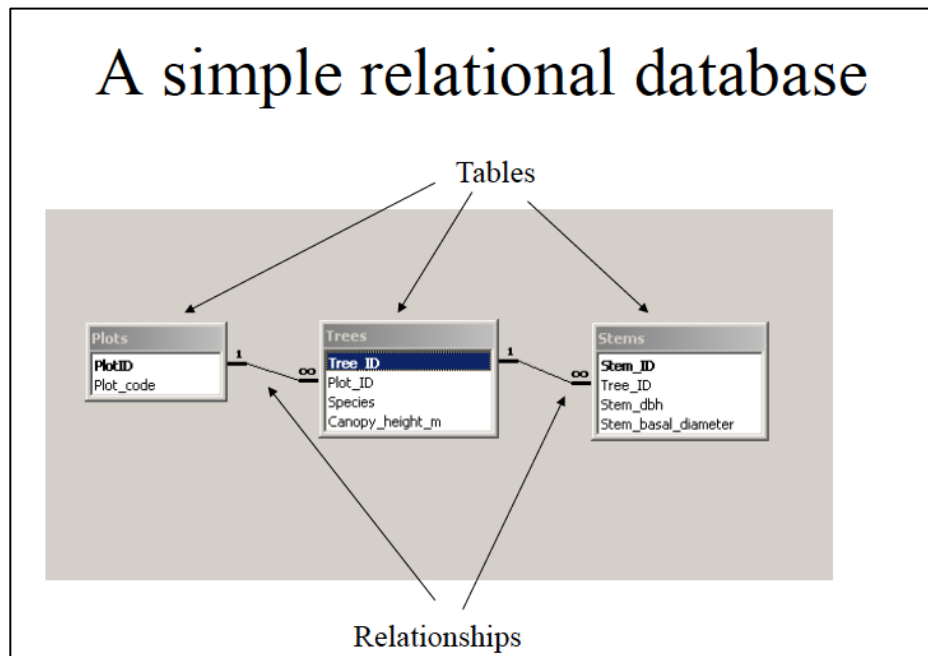 A simple relational database
Tables
Plots
PlotID
Plot_code
1
∞
Trees
Tree_ID
Plot_ID
Species
Canopy_height_m
1
∞
Stems
Stem_ID
Tree_ID
Stem_dbh
Stem_basal_diameter
Relationships